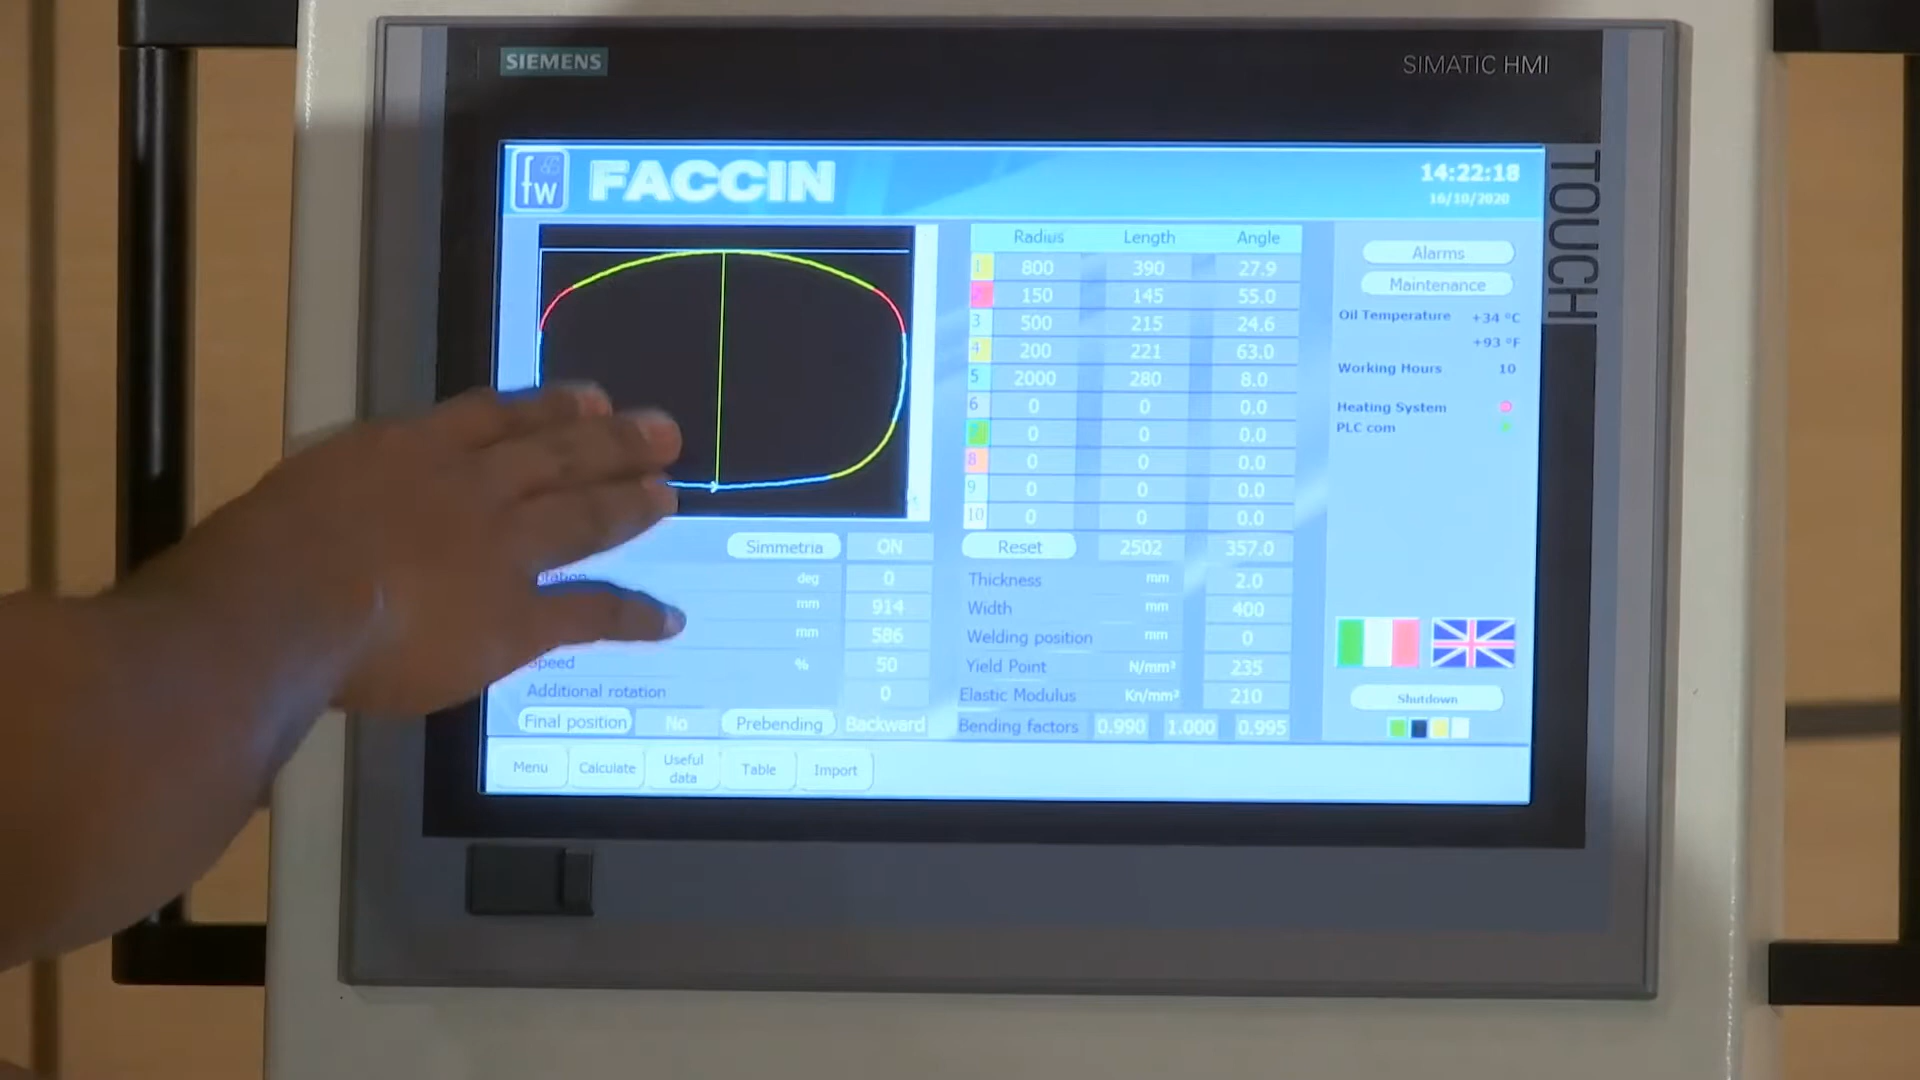 SIEMENS
SIMATIC HMI
TOUCH
fw
FACCIN
14:22:18
16/10/2020
Radius Length Angle
1 800 390 27.9
2 150 145 55.0
3 500 215 24.6
4 200 221 63.0
5 2000 280 8.0
6 0 0 0.0
0 0 0.0
8 0 0 0.0
9 0 0 0.0
10 0 0 0.0
Simmetria ON
Reset 2502 357.0
deg 0
mm 914
mm 586
Speed % 50
Additional rotation 0
Final position No Prebending Backward
Thickness mm 2.0
Width mm 400
Welding position mm 0
Yield Point N/mm² 235
Elastic Modulus Kn/mm² 210
Bending factors 0.990 1.000 0.995
Alarms
Maintenance
Oil Temperature +34 °C
+93 °F
Working Hours 10
Heating System
PLC com
Shutdown
Menu Calculate Useful data Table Import